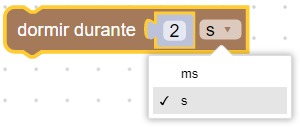 dormir durante 2 s ▾
ms
✓ s